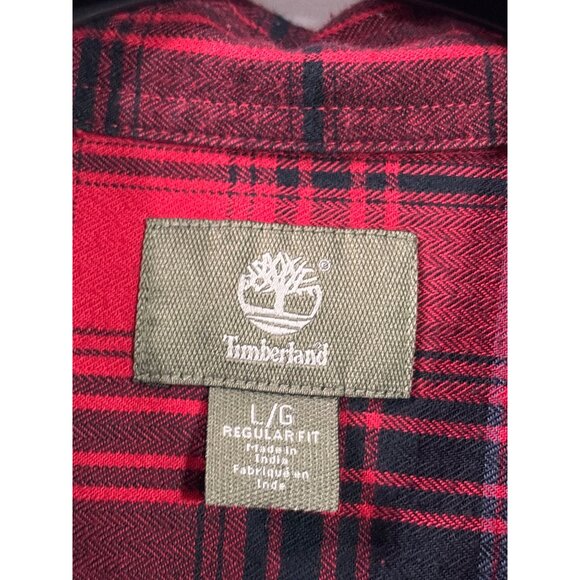 ®
Timberland
L/G
REGULAR FIT
Made in
India
Fabriqué en
Inde